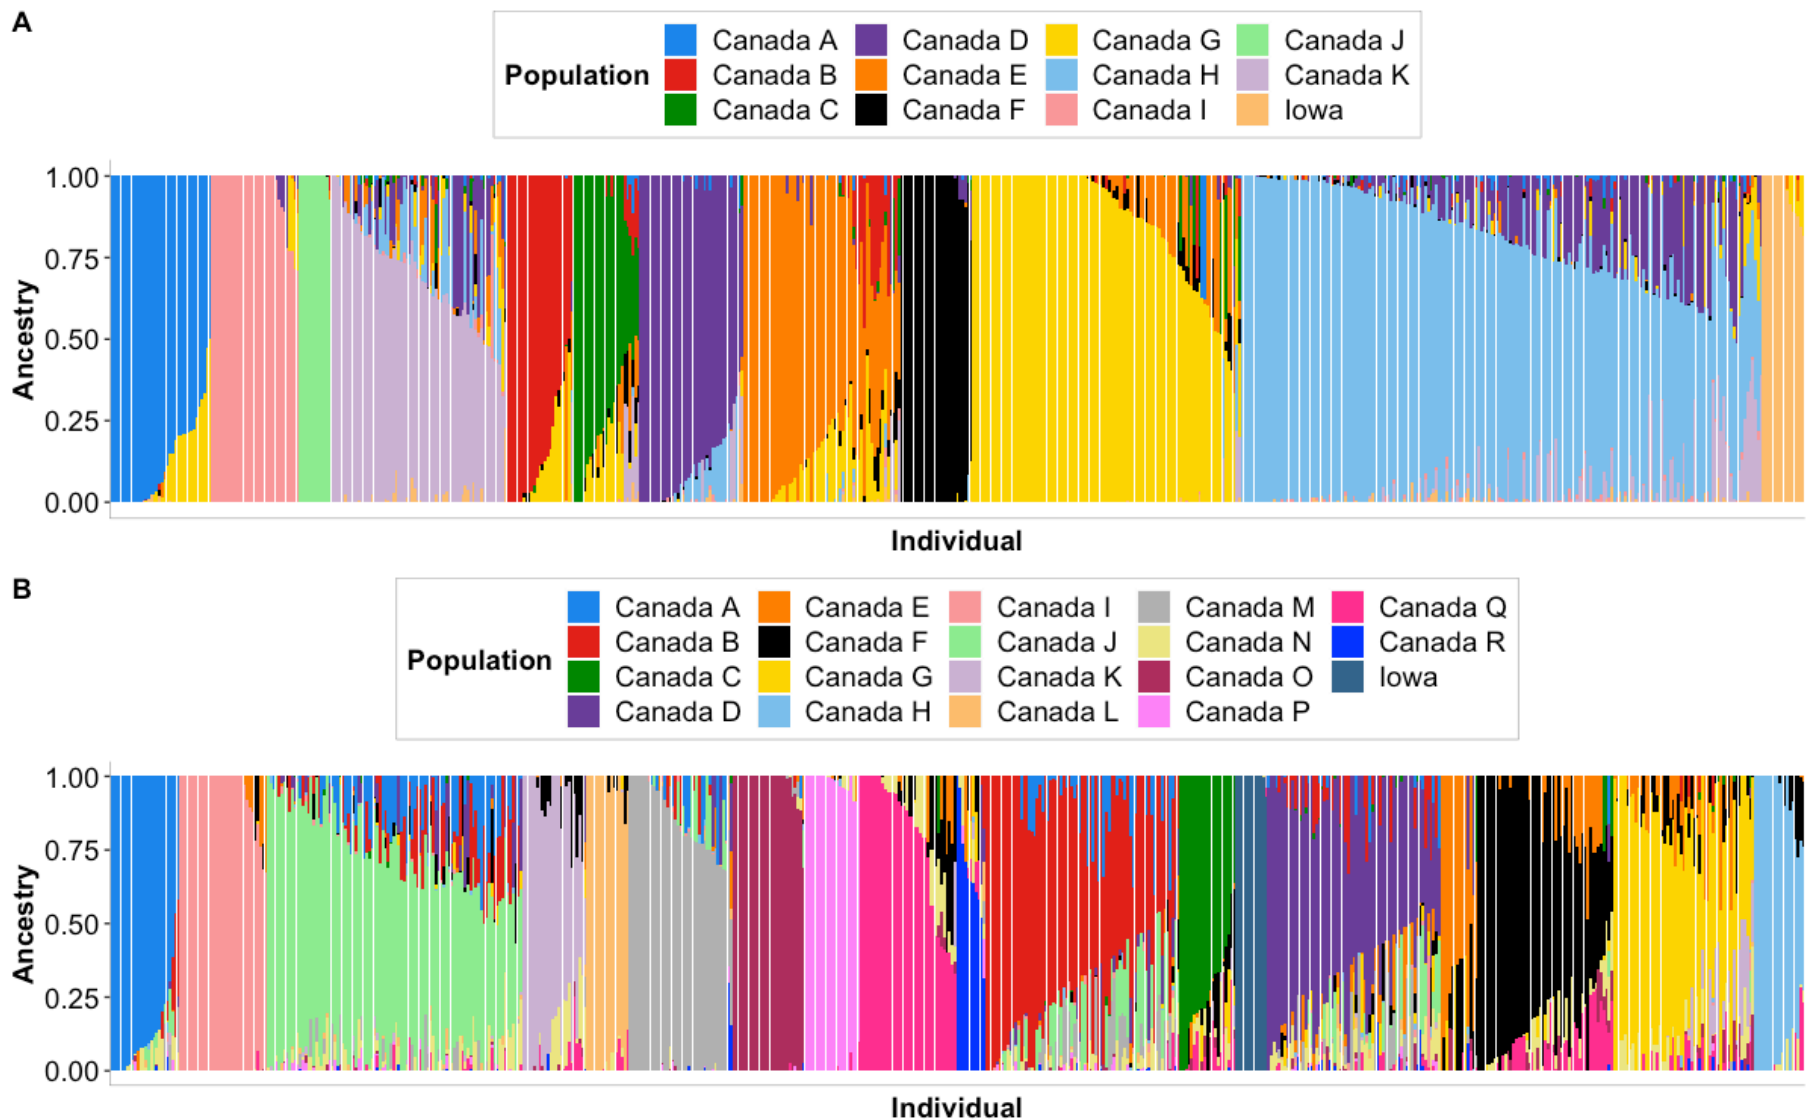 A
Population
Canada A Canada D Canada G Canada J
Canada B Canada E Canada H Canada K
Canada C Canada F Canada I Iowa
1.00
0.75
0.50
0.25
0.00
Ancestry
Individual
B
Population
Canada A Canada E Canada I Canada M Canada Q
Canada B Canada F Canada J Canada N Canada R
Canada C Canada G Canada K Canada O Iowa
Canada D Canada H Canada L Canada P
1.00
0.75
0.50
0.25
0.00
Ancestry
Individual